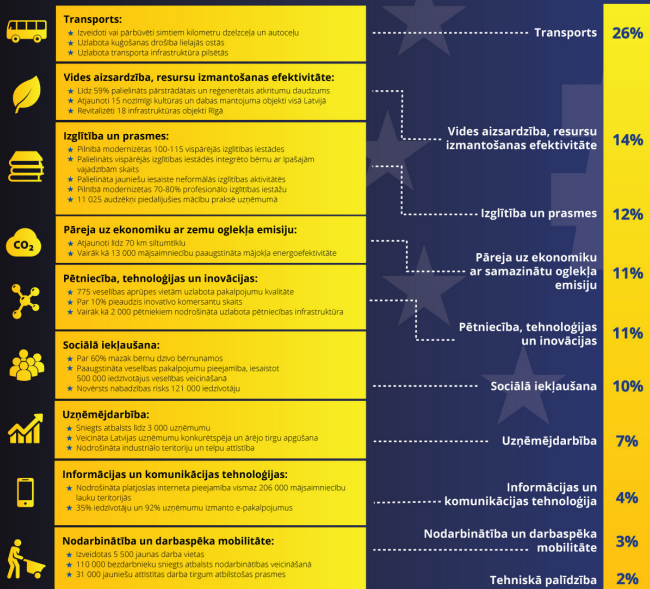 Transports:
★ Izveidoti vai pārbūvēti simtiem kilometru dzelzceļa un autoceļu
★ Uzlabota kuģošanas drošība lielajās ostās
★ Uzlabota transporta infrastruktūra pilsētās
Vides aizsardzība, resursu izmantošanas efektivitāte:
★ Līdz 59% palielināts pārstrādātais un reģenerētais atkritumu daudzums
★ Atjaunoti 15 nozīmīgi kultūras un dabas mantojuma objekti visā Latvijā
★ Revitalizēti 18 infrastruktūras objekti Rīgā
Izglītība un prasmes:
★ Pilnībā modernizētas 100-115 vispārējās izglītības iestādes
★ Palielināts vispārējās izglītības iestādēs integrēto bērnu ar īpašajām
vajadzībām skaits
★ Palielināta jauniešu iesaiste neformālās izglītības aktivitātēs
★ Pilnībā modernizētas 70-80% profesionālo izglītības iestāžu
★ 11 025 audzēkņi piedalījušies mācību praksē uzņēmumā
Pāreja uz ekonomiku ar zemu oglekļa emisiju:
★ Atjaunoti līdz 70 km siltumtīklu
★ Vairāk kā 13 000 mājsaimniecību paaugstināta mājokļa energoefektivitāte
Pētniecība, tehnoloģijas un inovācijas:
★ 775 veselības aprūpes vietām uzlabota pakalpojumu kvalitāte
★ Par 10% pieaudzis inovatīvo komersantu skaits
★ Vairāk kā 2 000 pētniekiem nodrošināta uzlabota pētniecības infrastruktūra
Sociālā iekļaušana:
★ Par 60% mazāk bērnu dzīvo bērnunamos
★ Paaugstināta veselības pakalpojumu pieejamība, iesaistot
500 000 iedzīvotājus veselības veicināšanā
★ Novērsts nabadzības risks 121 000 iedzīvotāju
Uzņēmējdarbība:
★ Sniegts atbalsts līdz 3 000 uzņēmumu
★ Veicināta Latvijas uzņēmumu konkurētspēja un ārējo tirgu apgūšana
★ Nodrošināta industriālo teritoriju un telpu attīstība
Informācijas un komunikācijas tehnoloģijas:
★ Nodrošināta platjoslas interneta pieejamība vismaz 206 000 mājsaimniecību
lauku teritorijās
★ 35% iedzīvotāju un 92% uzņēmumu izmanto e-pakalpojumus
Nodarbinātība un darbaspēka mobilitāte:
★ Izveidotas 5 500 jaunas darba vietas
★ 110 000 bezdarbnieku sniegts atbalsts nodarbinātības veicināšanā
★ 31 000 jauniešu attīstītas darba tirgum atbilstošas prasmes
CO₂
Transports 26%
Vides aizsardzība, resursu
izmantošanas efektivitāte 14%
Izglītība un prasmes 12%
Pāreja uz ekonomiku
ar samazinātu oglekļa 11%
emisiju
Pētniecība, tehnoloģijas
un inovācijas 11%
Sociālā iekļaušana 10%
Uzņēmējdarbība 7%
Informācijas un
komunikācijas tehnoloģija 4%
Nodarbinātība un darbaspēka
mobilitāte 3%
Tehniskā palīdzība 2%